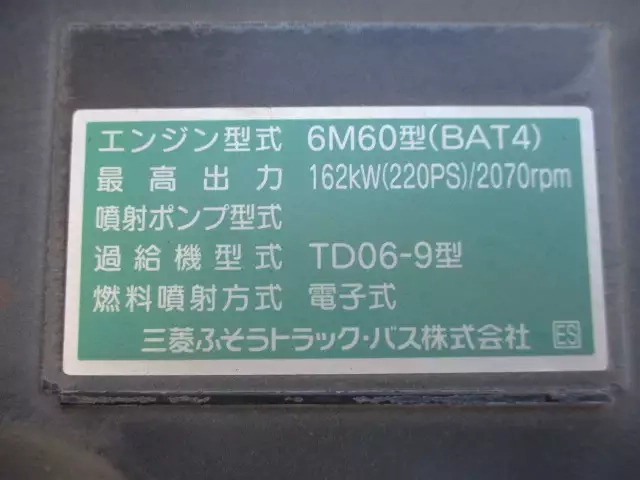 エンジン型式 6M60型(BAT4)
最高出力 162kW(220PS)/2070rpm
噴射ポンプ型式
過給機型式 TD06-9型
燃料噴射方式 電子式
三菱ふそうトラック・バス株式会社 ES